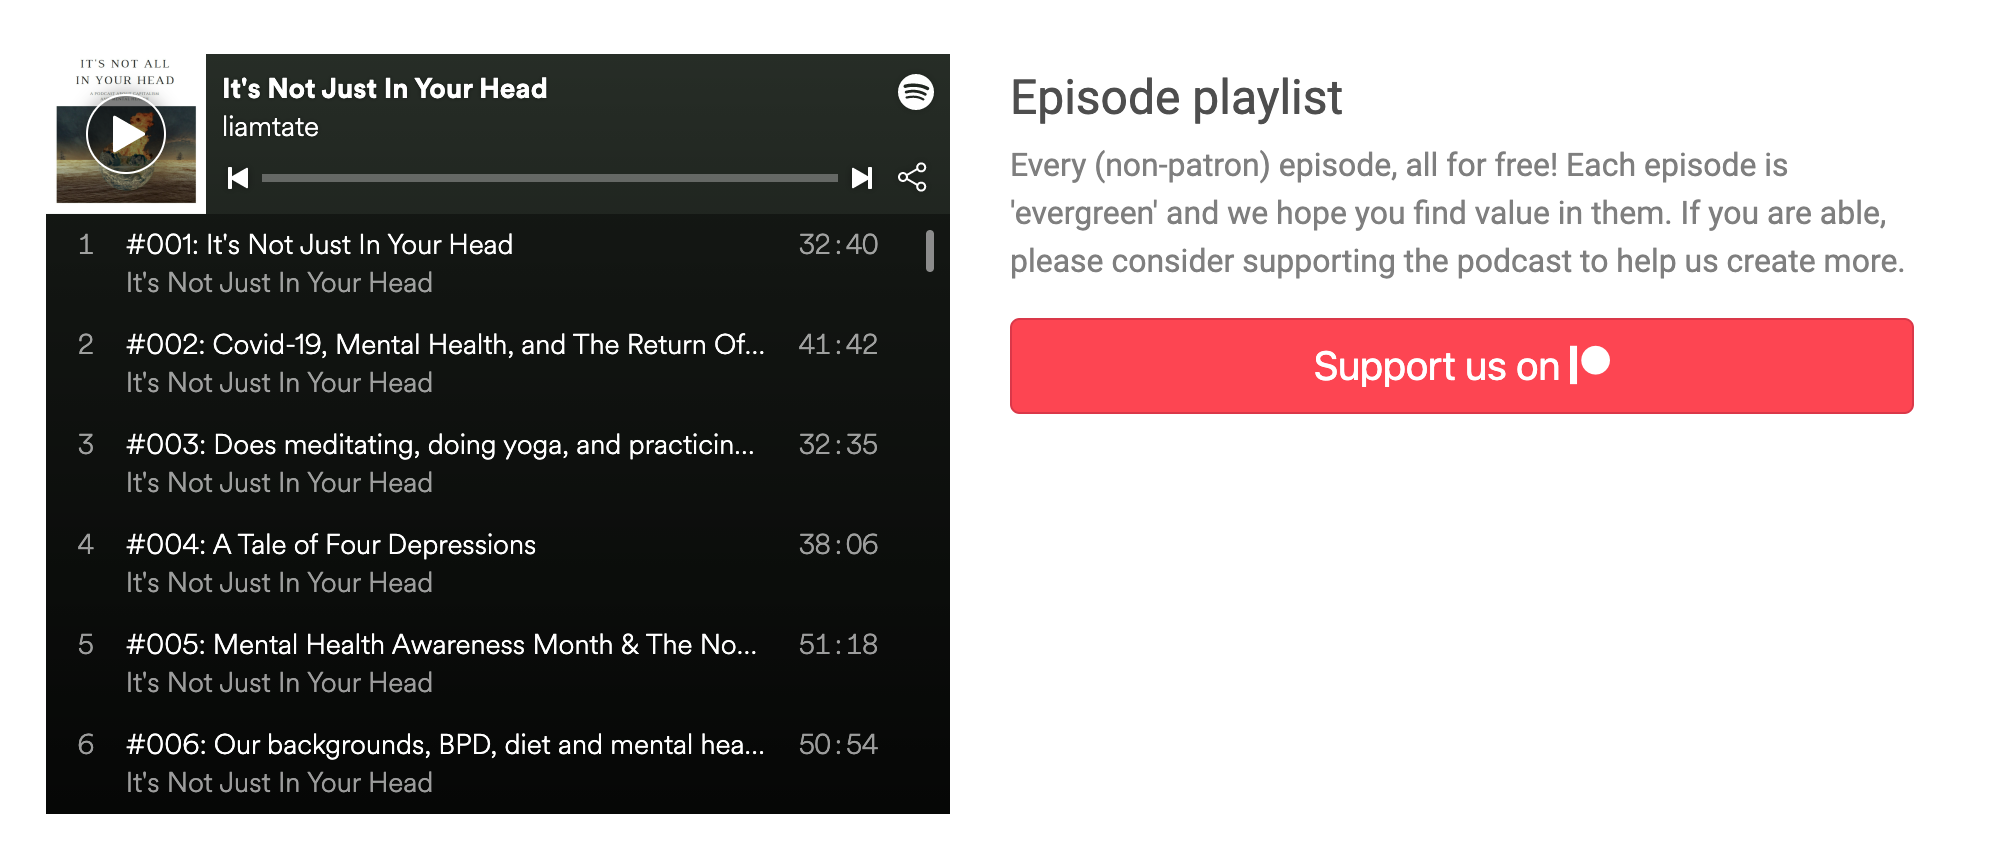 IT'S NOT ALL
IN YOUR HEAD
It's Not Just In Your Head
liamtate
1 #001: It's Not Just In Your Head 32:40
It's Not Just In Your Head
2 #002: Covid-19, Mental Health, and The Return Of... 41:42
It's Not Just In Your Head
3 #003: Does meditating, doing yoga, and practicin... 32:35
It's Not Just In Your Head
4 #004: A Tale of Four Depressions 38:06
It's Not Just In Your Head
5 #005: Mental Health Awareness Month & The No... 51:18
It's Not Just In Your Head
6 #006: Our backgrounds, BPD, diet and mental hea... 50:54
It's Not Just In Your Head
Episode playlist
Every (non-patron) episode, all for free! Each episode is
'evergreen' and we hope you find value in them. If you are able,
please consider supporting the podcast to help us create more.
Support us on